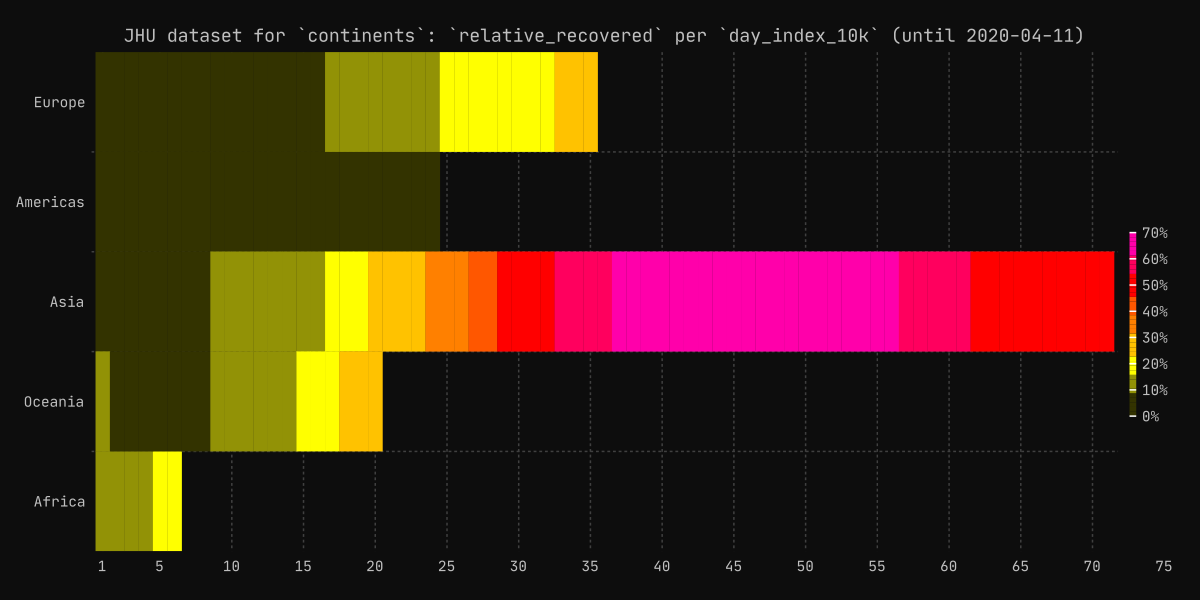 JHU dataset for `continents`: `relative_recovered` per `day_index_10k` (until 2020-04-11)
Europe
Americas
Asia
Oceania
Africa
70%
60%
50%
40%
30%
20%
10%
0%
1 5 10 15 20 25 30 35 40 45 50 55 60 65 70 75